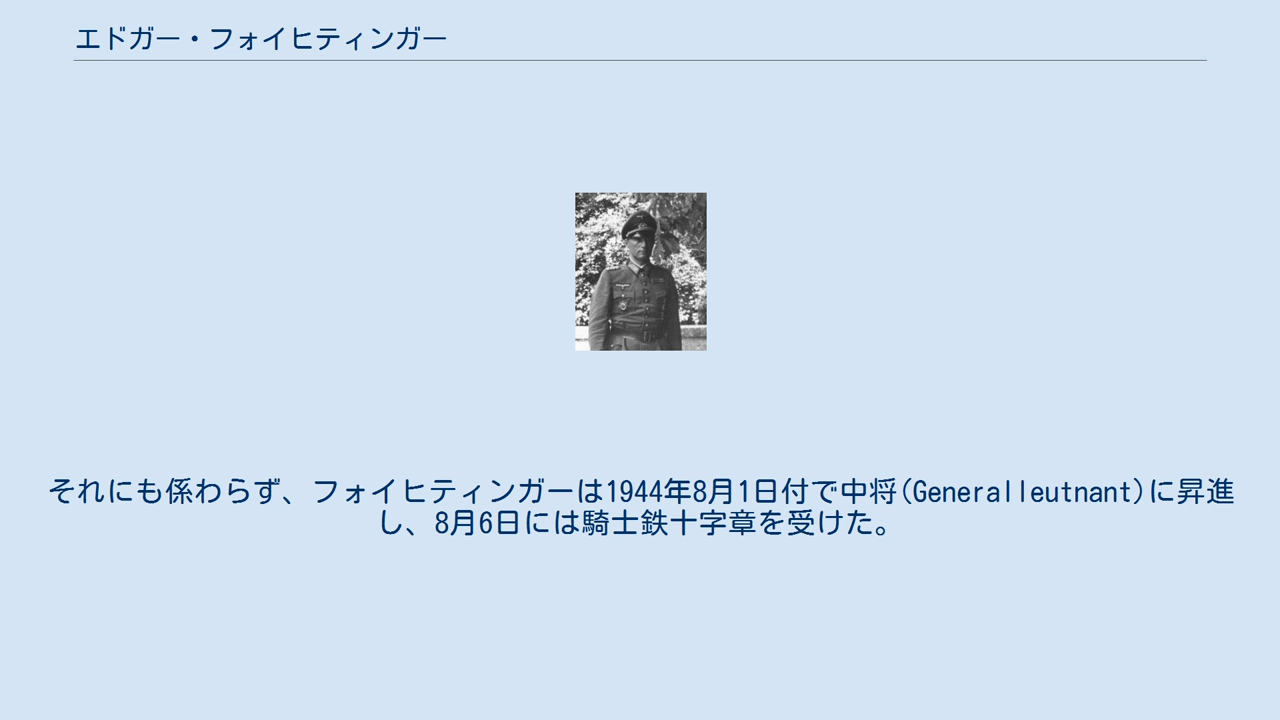 エドガー・フォイヒティンガー
それにも係わらず、フォイヒティンガーは1944年8月1日付で中将(Generalleutnant)に昇進
し、8月6日には騎士鉄十字章を受けた。